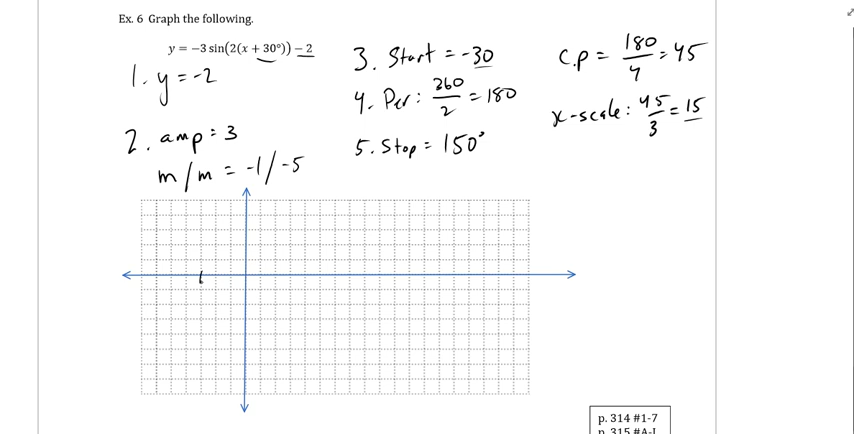 Ex. 6 Graph the following.
y = −3 sin(2(x + 30°)) − 2
1. y = -2
2. amp: 3
m/m = -1/-5
3. Start = -30
4. Per: 360/2 = 180
5. Stop = 150°
C.P = 180/4 = 45
x-scale: 45/3 = 15
p. 314 #1-7
p. 315